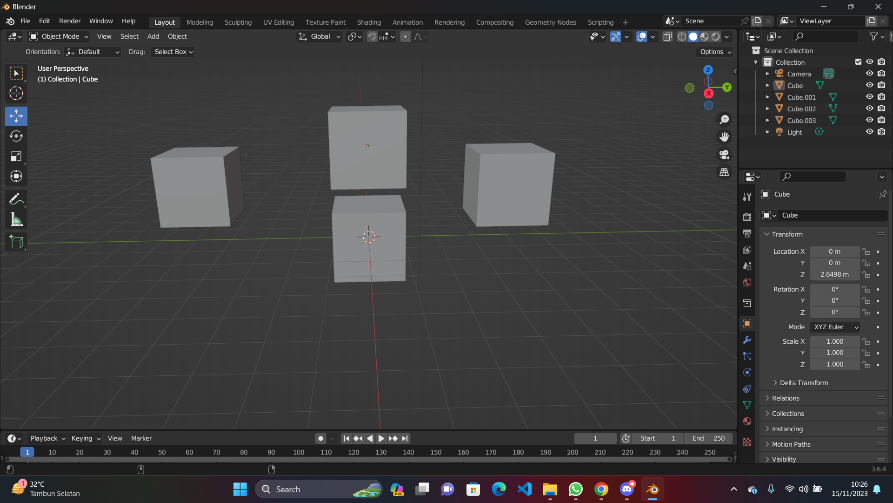 Blender
File Edit Render Window Help Layout Modeling Sculpting UV Editing Texture Paint Shading Animation Rendering Compositing Geometry Nodes Scripting + Scene ViewLayer
Object Mode View Select Add Object Global
Orientation: Default Drag: Select Box Options
User Perspective
(1) Collection | Cube
Z
Y
X
Scene Collection
Collection
Camera
Cube
Cube.001
Cube.002
Cube.003
Light
Cube
Cube
Transform
Location X 0 m
Y 0 m
Z 2.6498 m
Rotation X 0°
Y 0°
Z 0°
Mode XYZ Euler
Scale X 1.000
Y 1.000
Z 1.000
Delta Transform
Relations
Collections
Instancing
Motion Paths
Visibility
Playback Keying View Marker 1 Start 1 End 250
1 10 20 30 40 50 60 70 80 90 100 110 120 130 140 150 160 170 180 190 200 210 220 230 240 250
3.6.4
1 32°C
Tambun Selatan
Search
10:26
15/11/2023